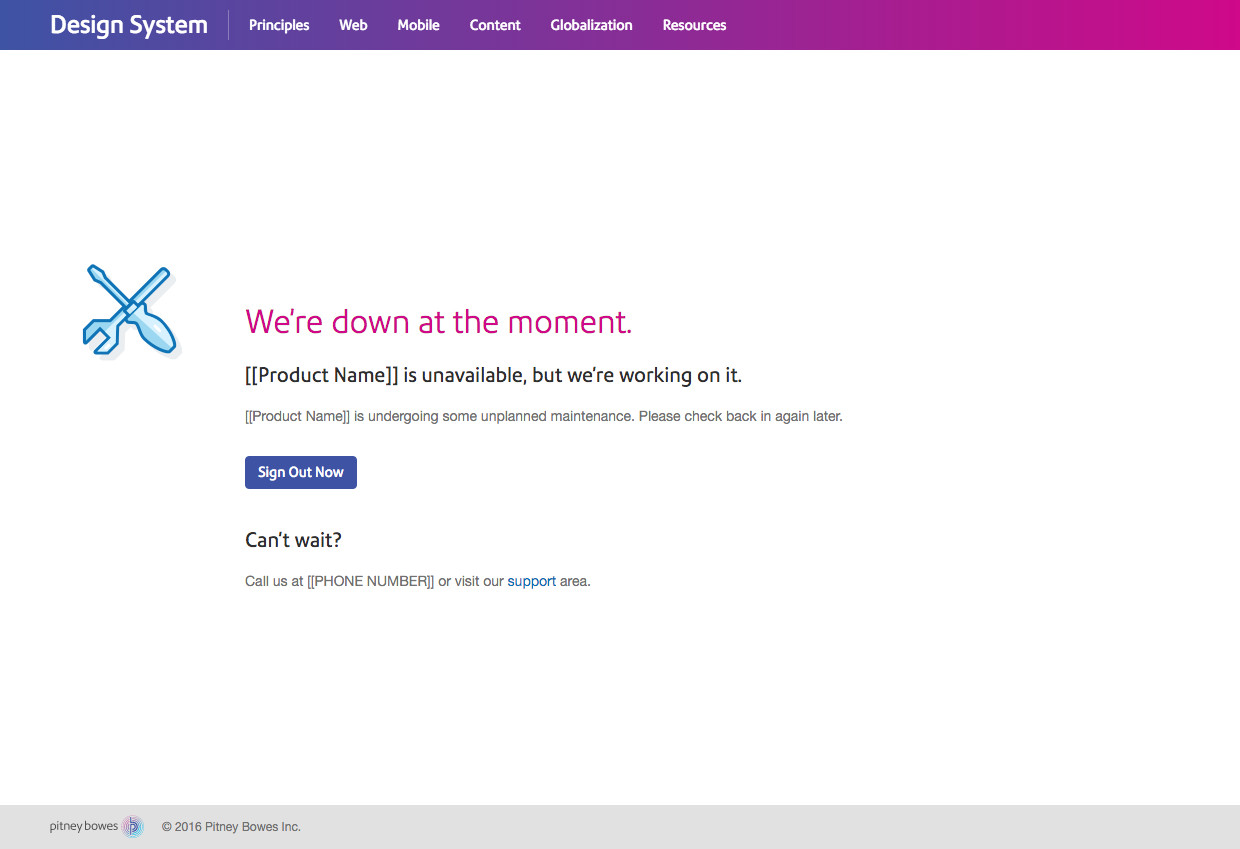 Design System
Principles Web Mobile Content Globalization Resources
We're down at the moment.
[[Product Name]] is unavailable, but we're working on it.
[[Product Name]] is undergoing some unplanned maintenance. Please check back in again later.
Sign Out Now
Can't wait?
Call us at [[PHONE NUMBER]] or visit our support area.
pitney bowes © 2016 Pitney Bowes Inc.